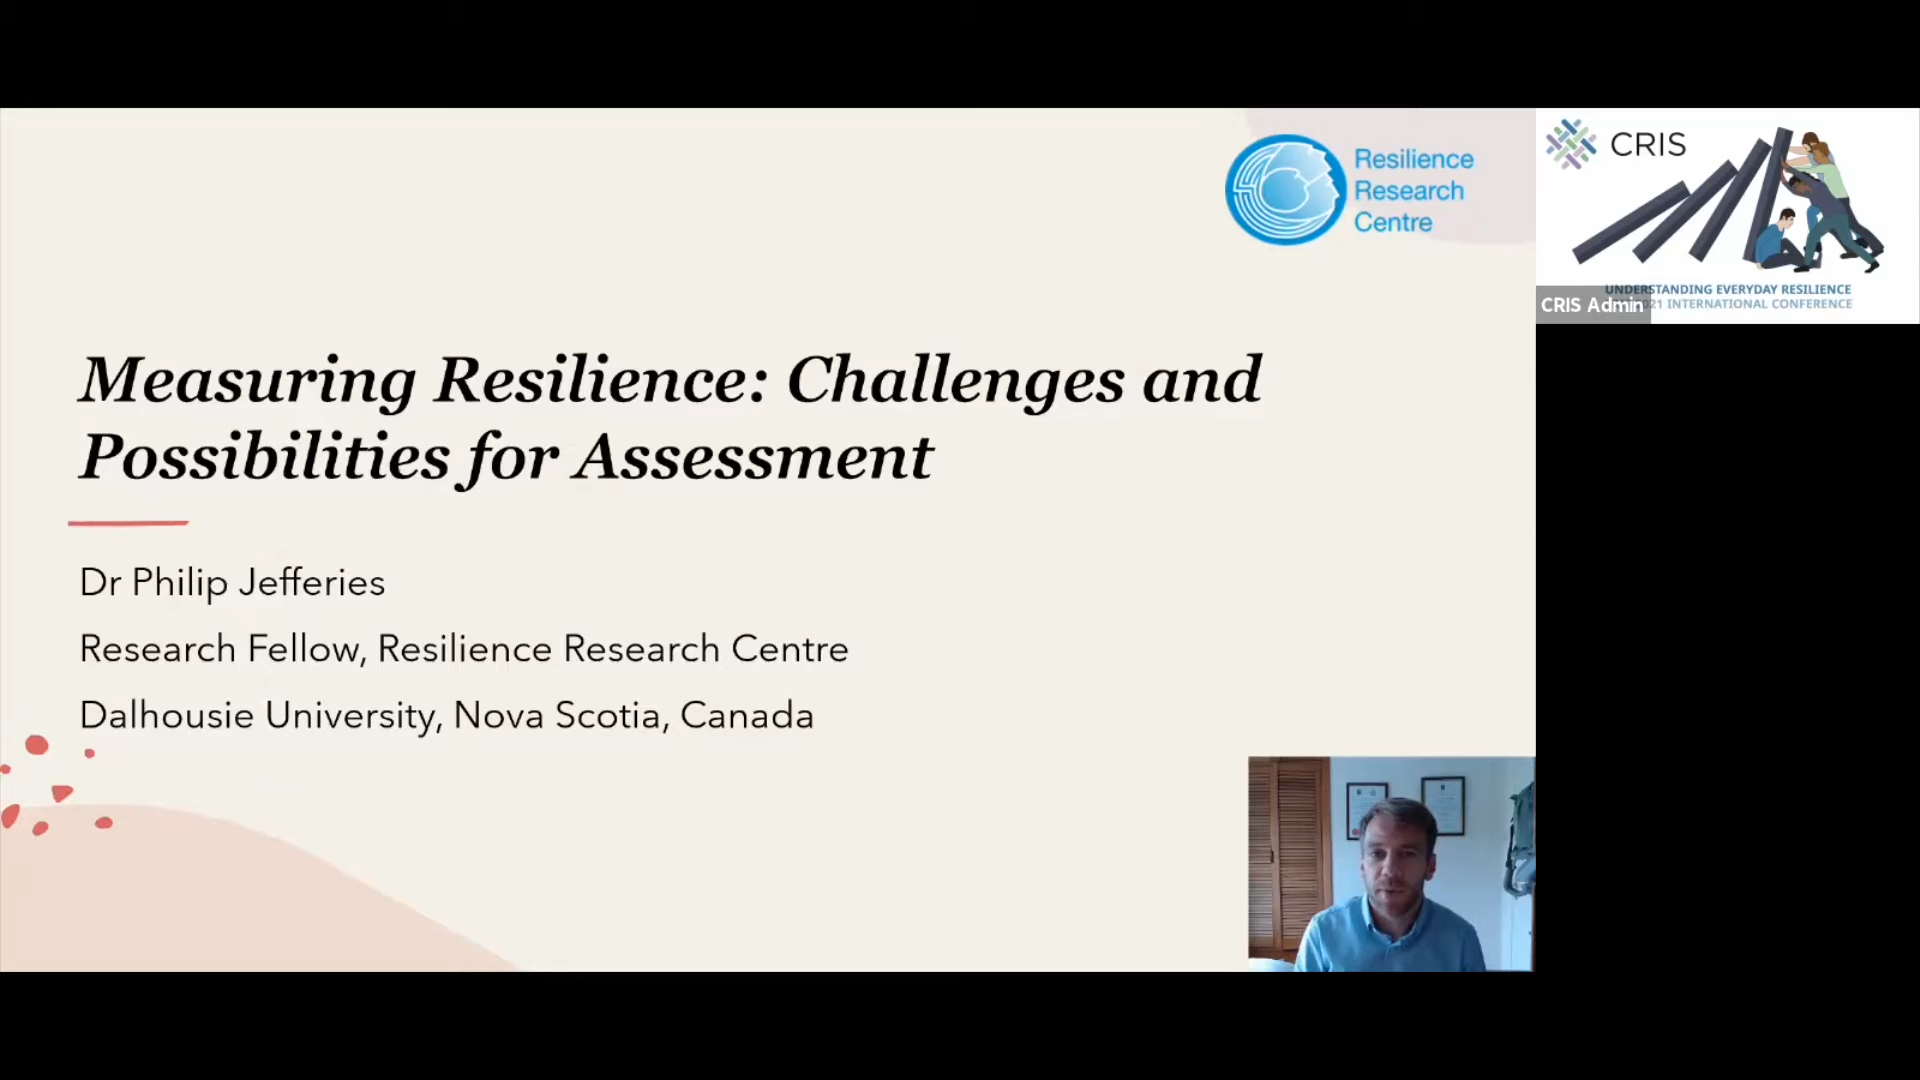 Resilience
Research
Centre
Measuring Resilience: Challenges and
Possibilities for Assessment
Dr Philip Jefferies
Research Fellow, Resilience Research Centre
Dalhousie University, Nova Scotia, Canada
CRIS
UNDERSTANDING EVERYDAY RESILIENCE
INTERNATIONAL CONFERENCE
CRIS Admin